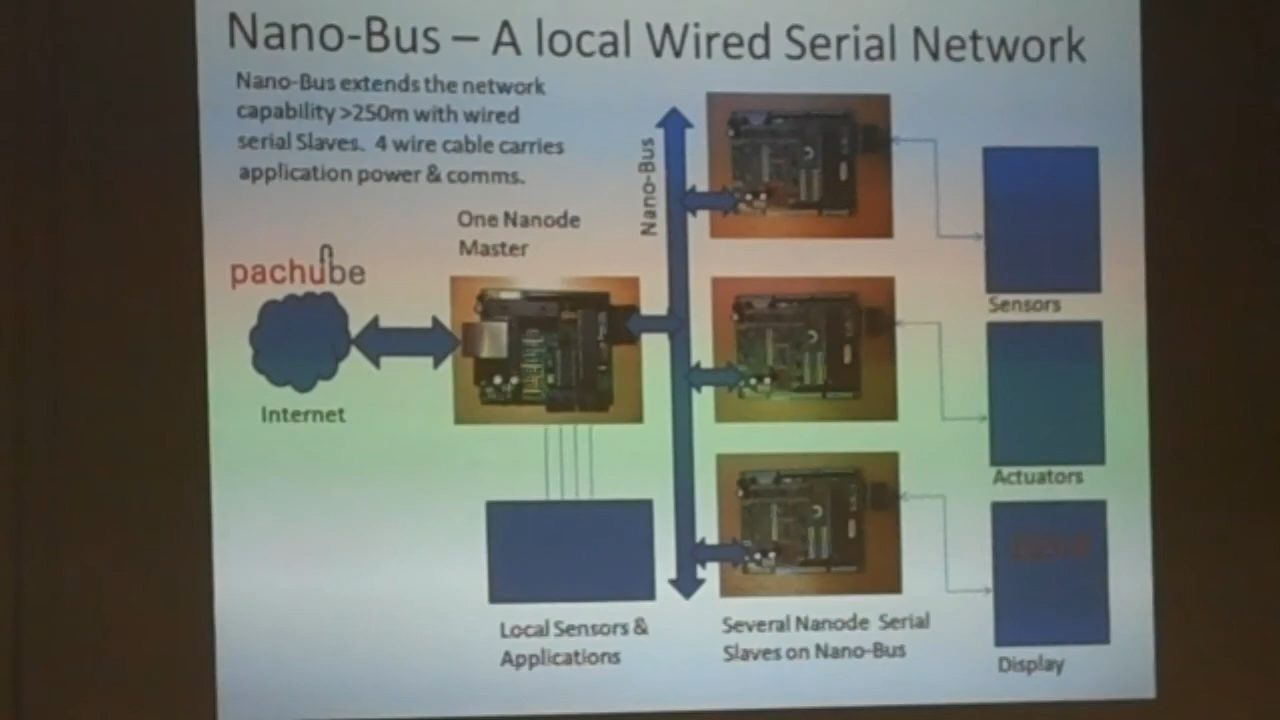 Nano-Bus – A local Wired Serial Network
Nano-Bus extends the network
capability >250m with wired
serial Slaves. 4 wire cable carries
application power & comms.
One Nanode
Master
Nano-Bus
pachube
Internet
Sensors
Actuators
Local Sensors &
Applications
Several Nanode Serial
Slaves on Nano-Bus
Display